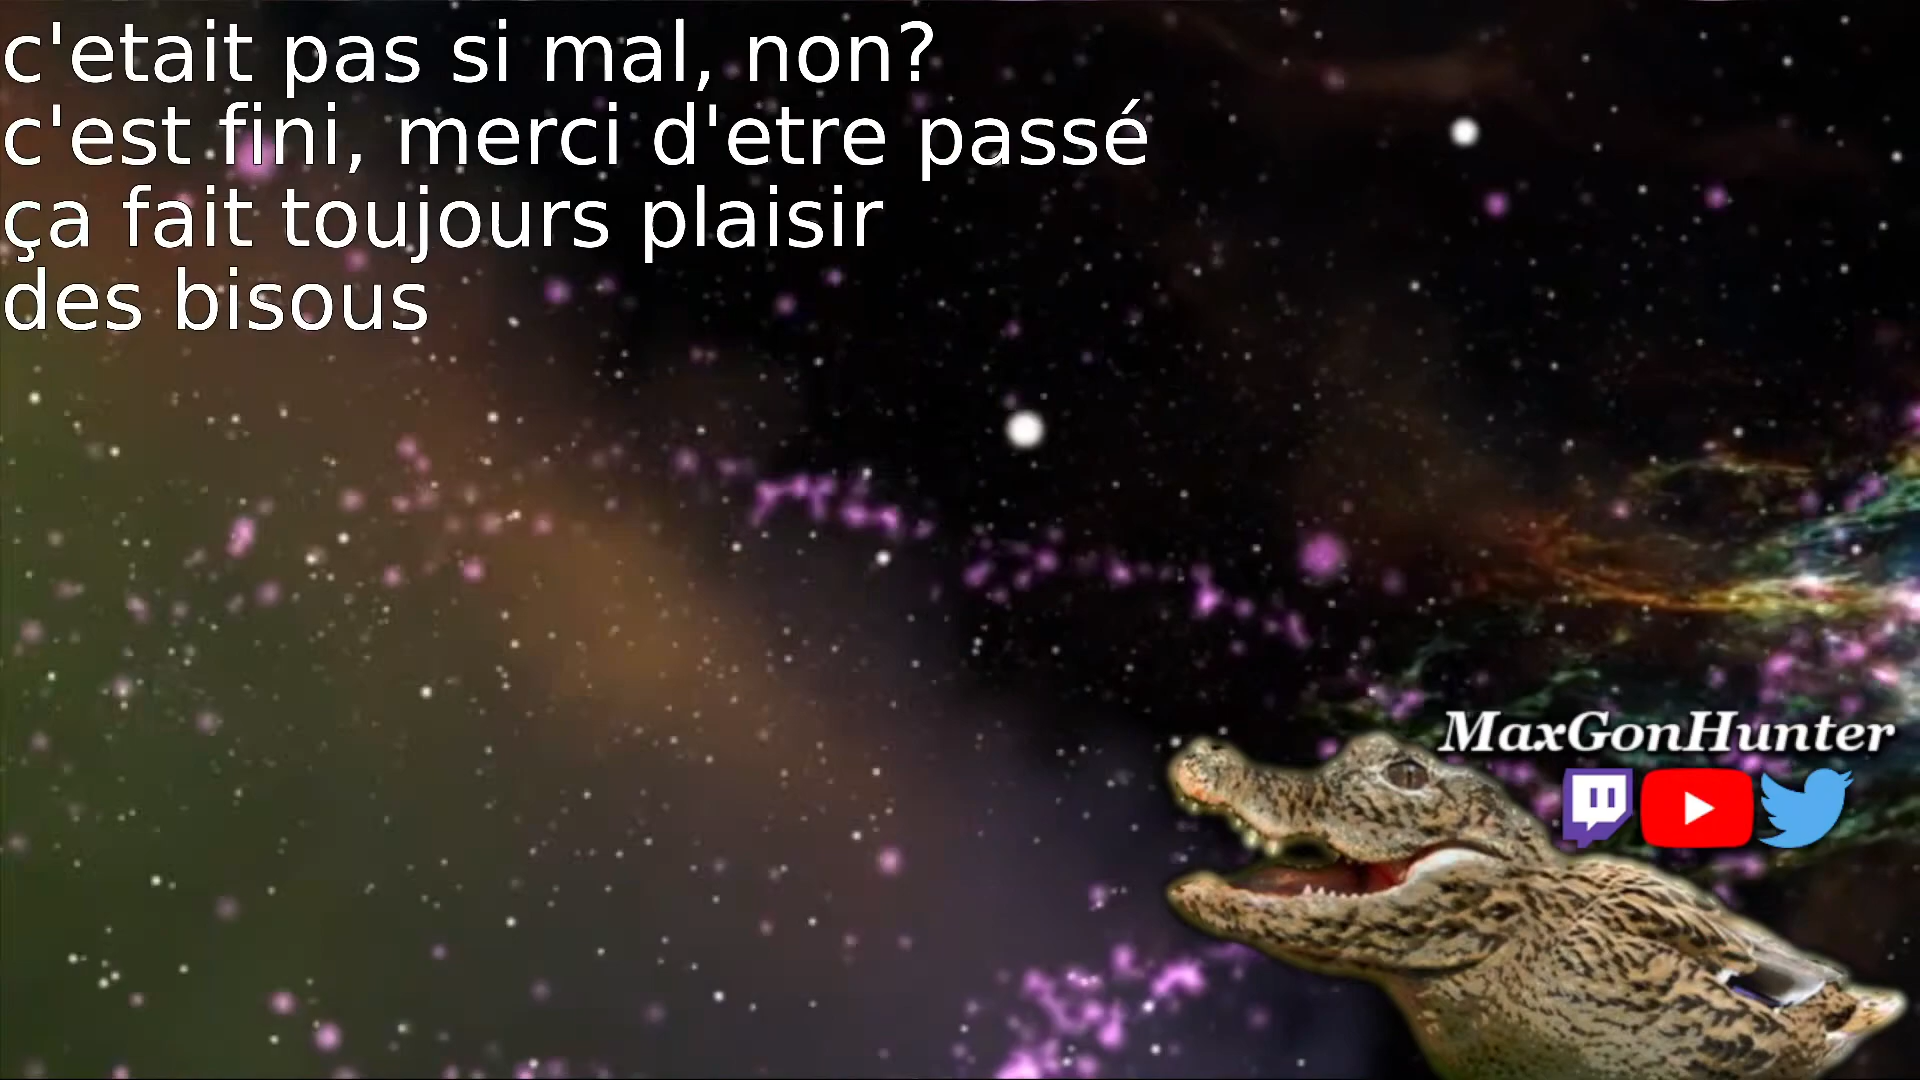 c'etait pas si mal, non?
c'est fini, merci d'etre passé
ça fait toujours plaisir
des bisous
MaxGonHunter